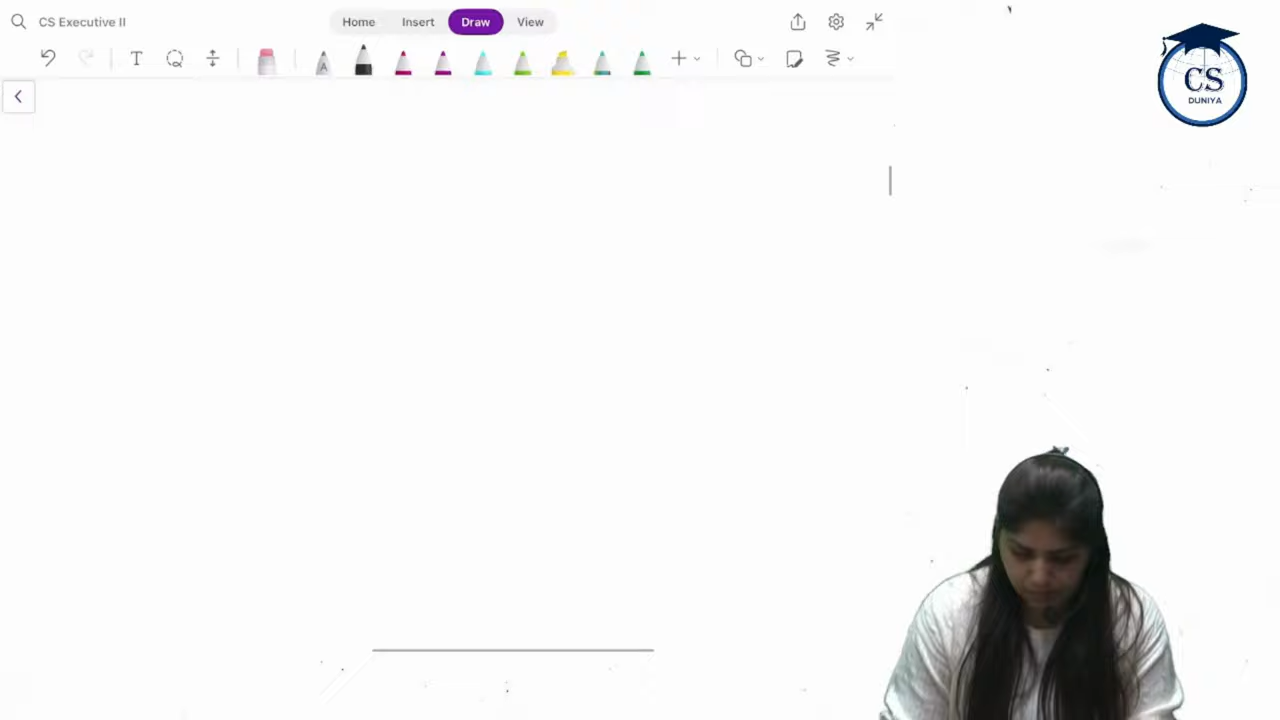 CS Executive II
Home Insert Draw View
T
A
CS
DUNIYA